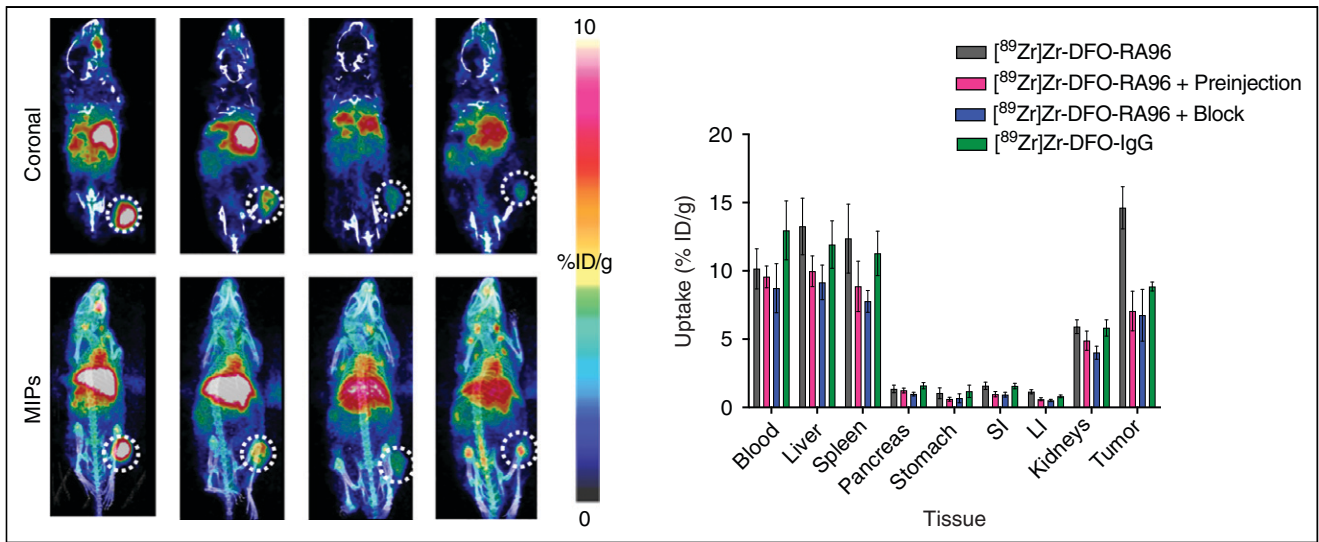 Coronal
MIPs
10
%ID/g
0
[⁸⁹Zr]Zr-DFO-RA96
[⁸⁹Zr]Zr-DFO-RA96 + Preinjection
[⁸⁹Zr]Zr-DFO-RA96 + Block
[⁸⁹Zr]Zr-DFO-IgG
Uptake (% ID/g)
20
15
10
5
0
Blood
Liver
Spleen
Pancreas
Stomach
SI
LI
Kidneys
Tumor
Tissue